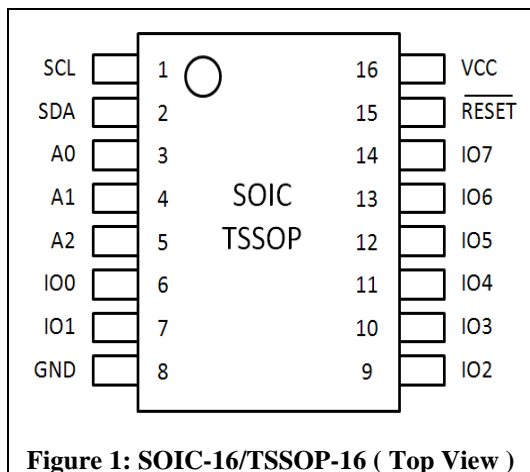 SCL 1 16 VCC
SDA 2 15 RESET
A0 3 14 IO7
A1 4 SOIC 13 IO6
A2 5 TSSOP 12 IO5
IO0 6 11 IO4
IO1 7 10 IO3
GND 8 9 IO2
Figure 1: SOIC-16/TSSOP-16 ( Top View )